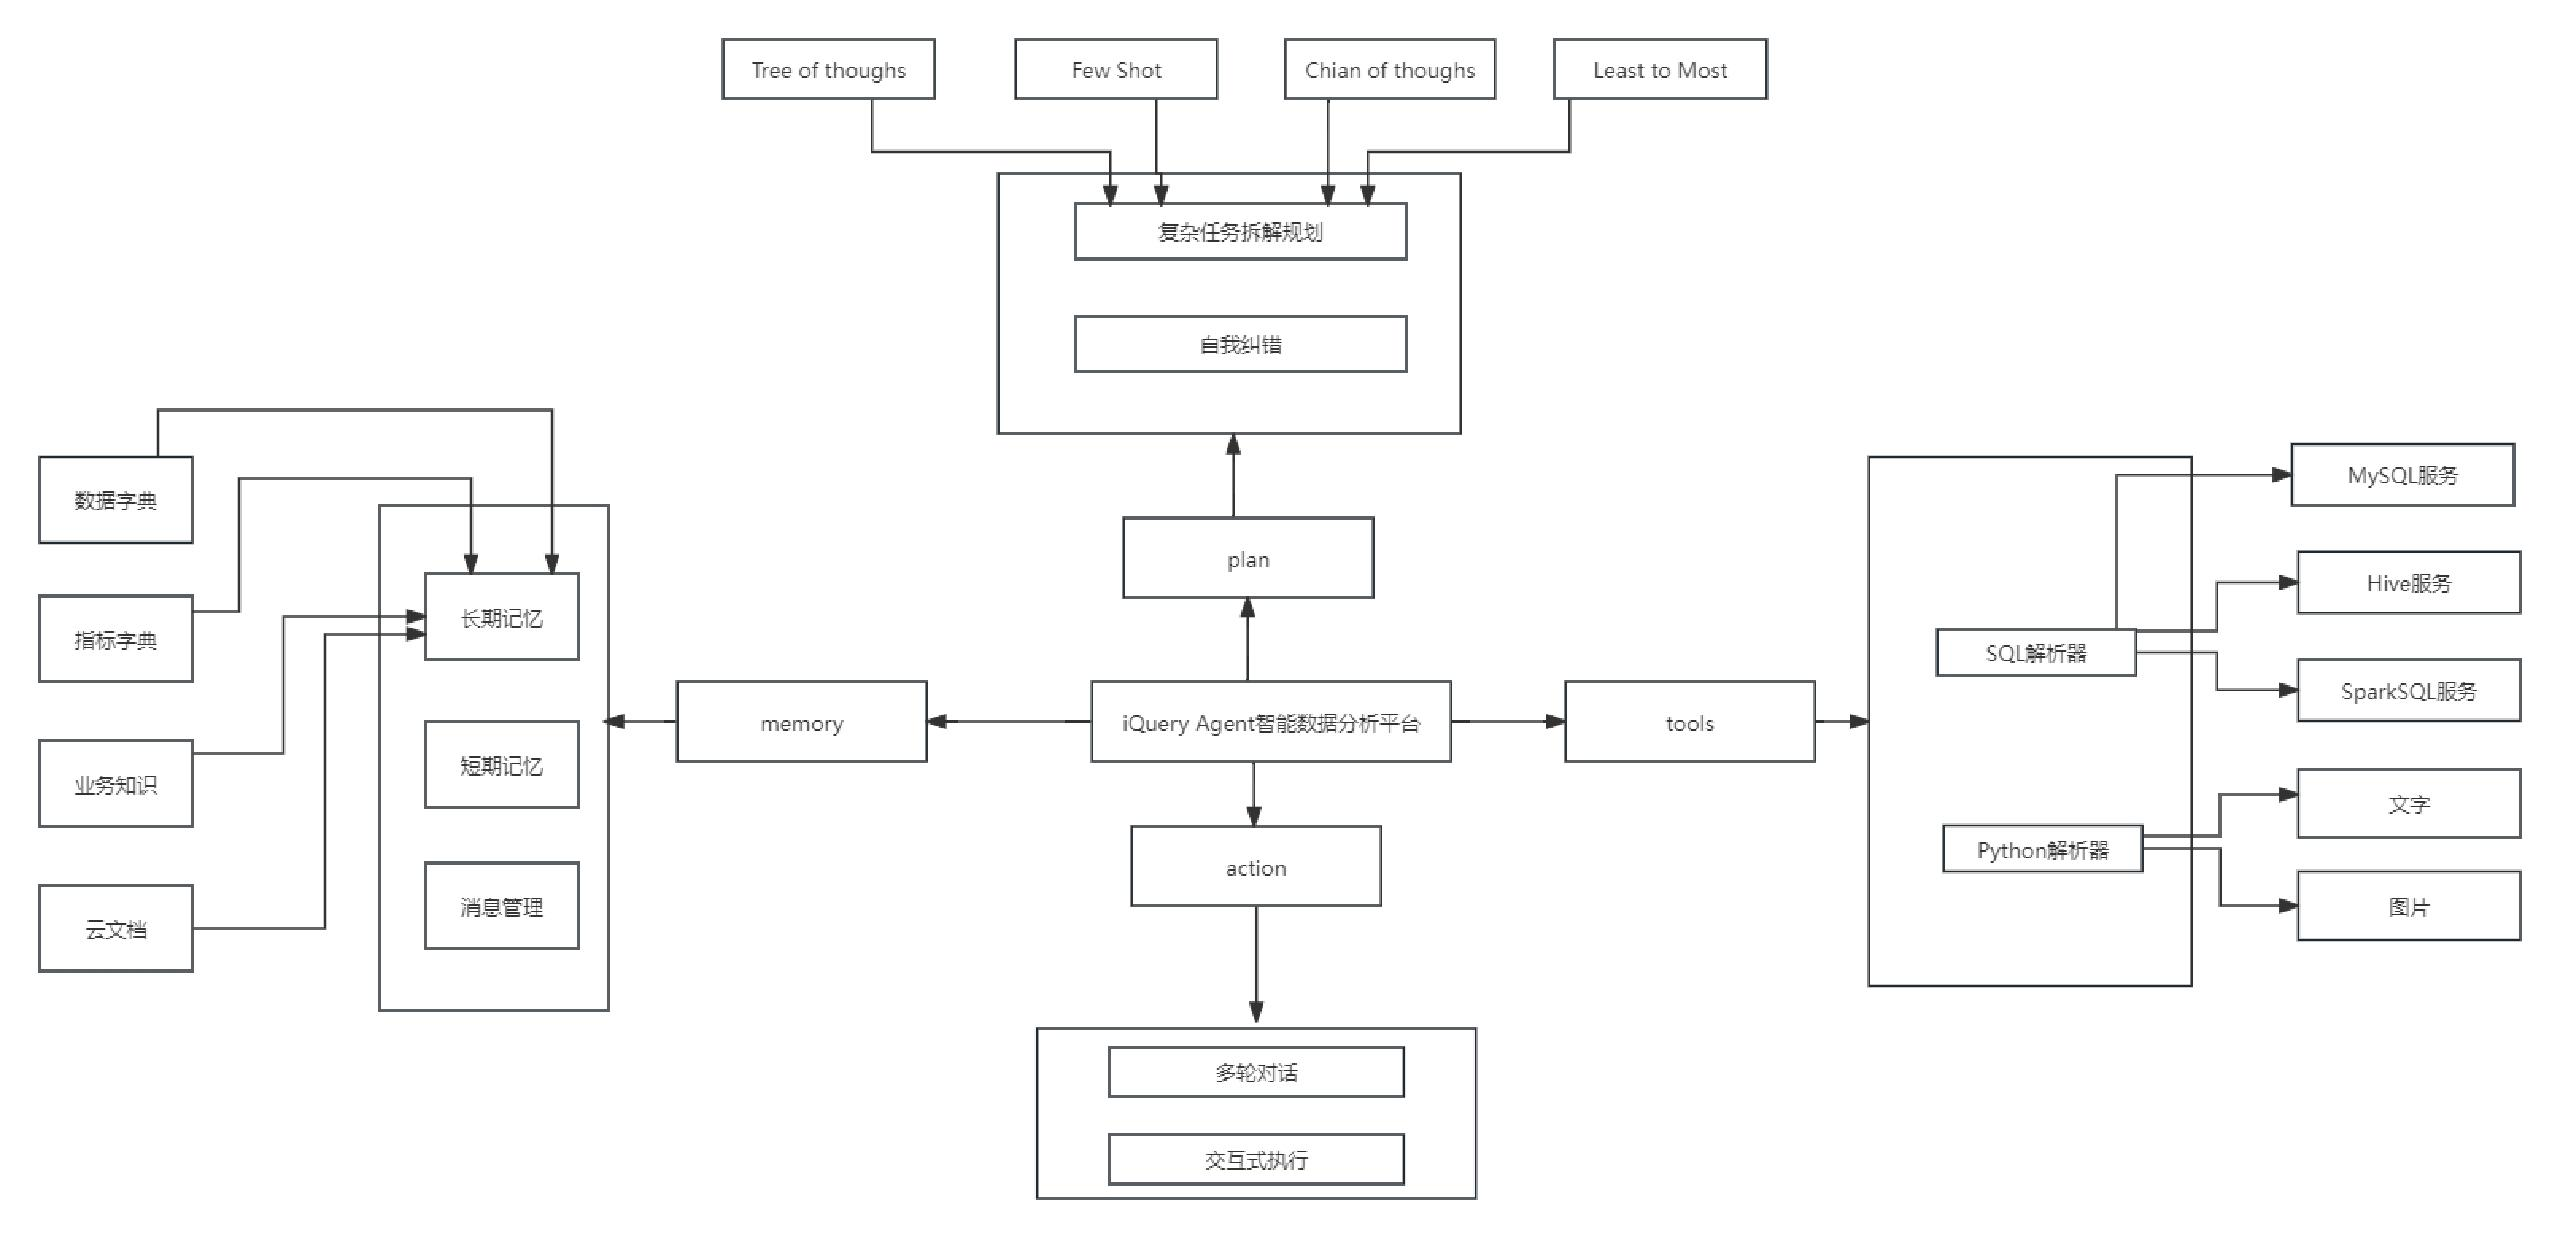 Tree of thoughs
Few Shot
Chian of thoughs
Least to Most
复杂任务拆解规划
自我纠错
plan
数据字典
指标字典
业务知识
云文档
长期记忆
短期记忆
消息管理
memory
iQuery Agent智能数据分析平台
tools
SQL解析器
Python解析器
MySQL服务
Hive服务
SparkSQL服务
文字
图片
action
多轮对话
交互式执行